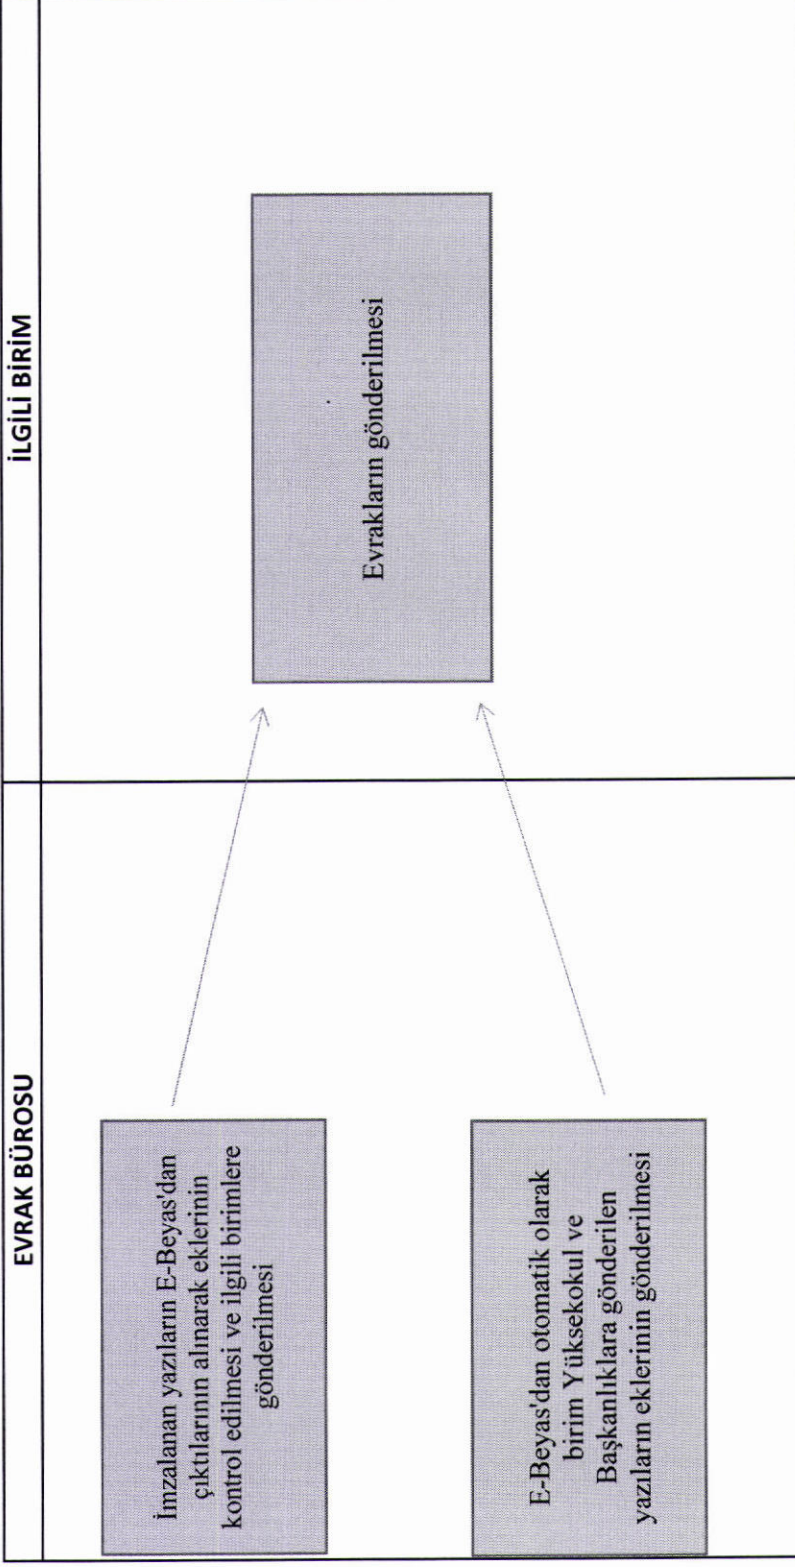 EVRAK BÜROSU
İLGİLİ BİRİM
İmzalanan yazıların E-Beyas'dan
çıktılarının alınarak eklerinin
kontrol edilmesi ve ilgili birimlere
gönderilmesi
E-Beyas'dan otomatik olarak
birim Yüksekokul ve
Başkanlıklara gönderilen
yazıların eklerinin gönderilmesi
Evrakların gönderilmesi